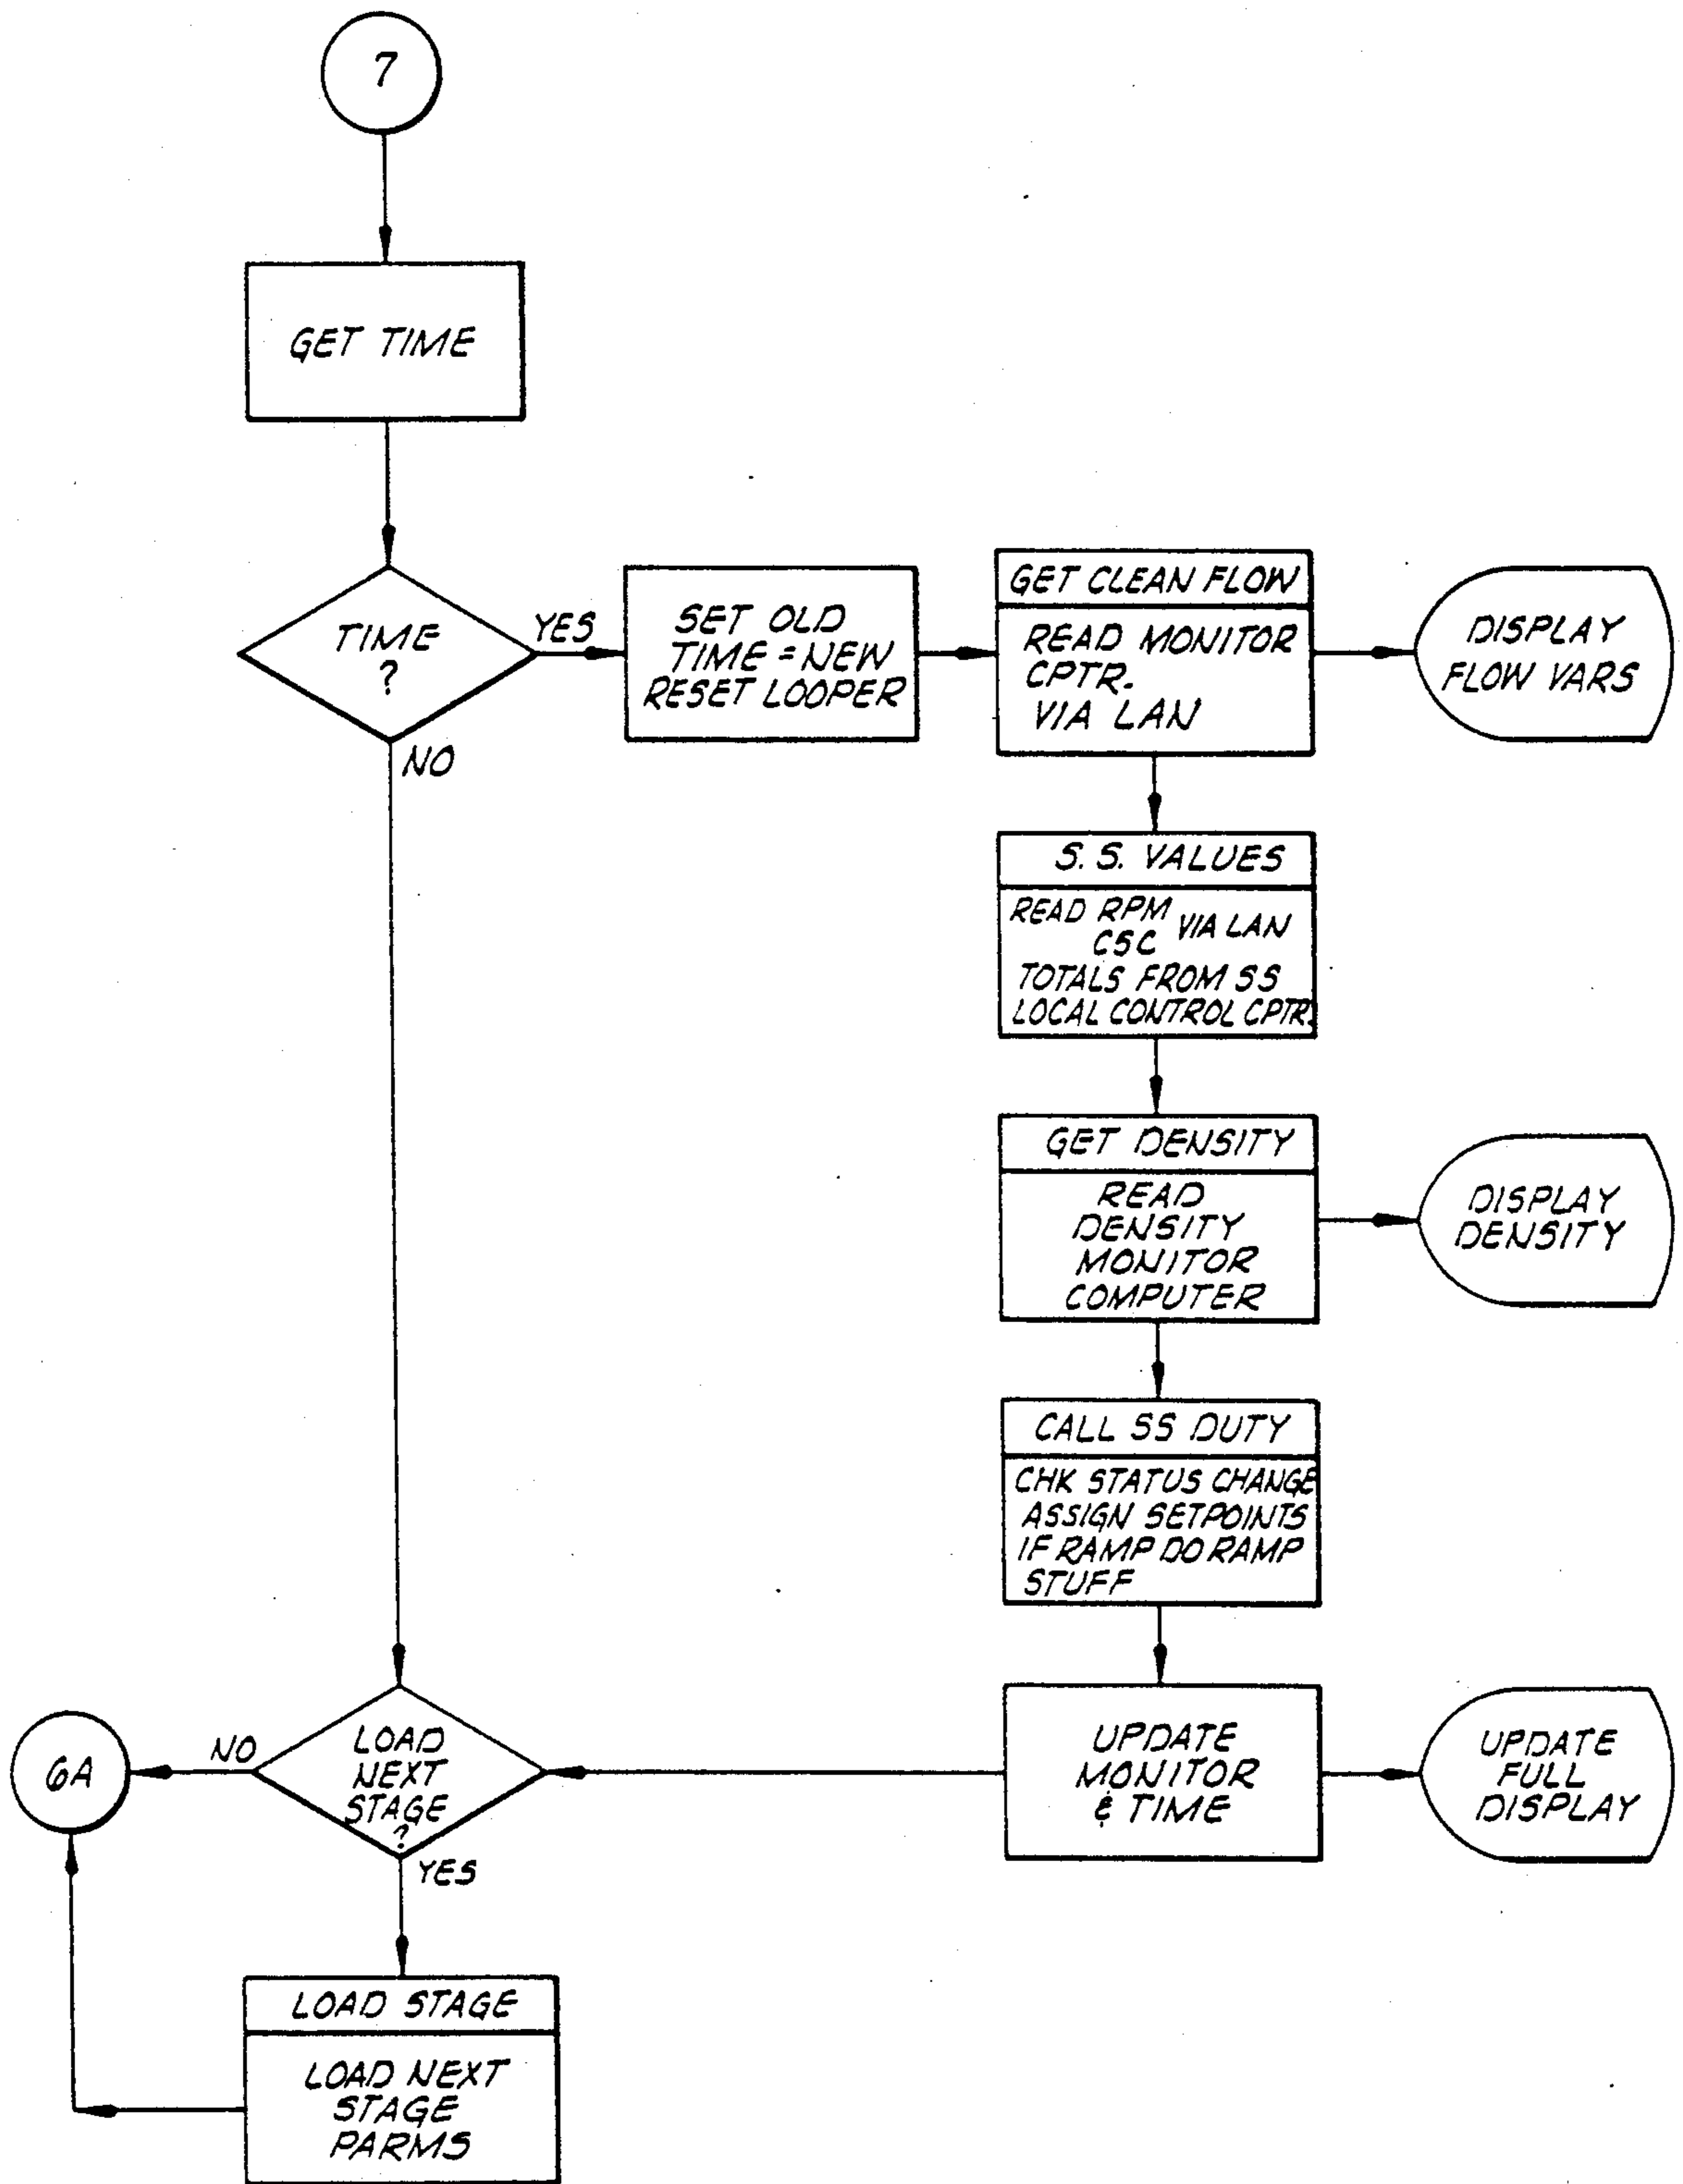 7
GET TIME
TIME
?
YES
NO
SET OLD
TIME = NEW
RESET LOOPER
GET CLEAN FLOW
READ MONITOR
CPTR.
VIA LAN
DISPLAY
FLOW VARS
S. S. VALUES
READ RPM VIA LAN
CSC
TOTALS FROM SS
LOCAL CONTROL CPTR.
GET DENSITY
READ
DENSITY
MONITOR
COMPUTER
DISPLAY
DENSITY
CALL SS DUTY
CHK STATUS CHANGE
ASSIGN SETPOINTS
IF RAMP DO RAMP
STUFF
UPDATE
MONITOR
& TIME
UPDATE
FULL
DISPLAY
LOAD
NEXT
STAGE
?
NO
6A
YES
LOAD STAGE
LOAD NEXT
STAGE
PARMS